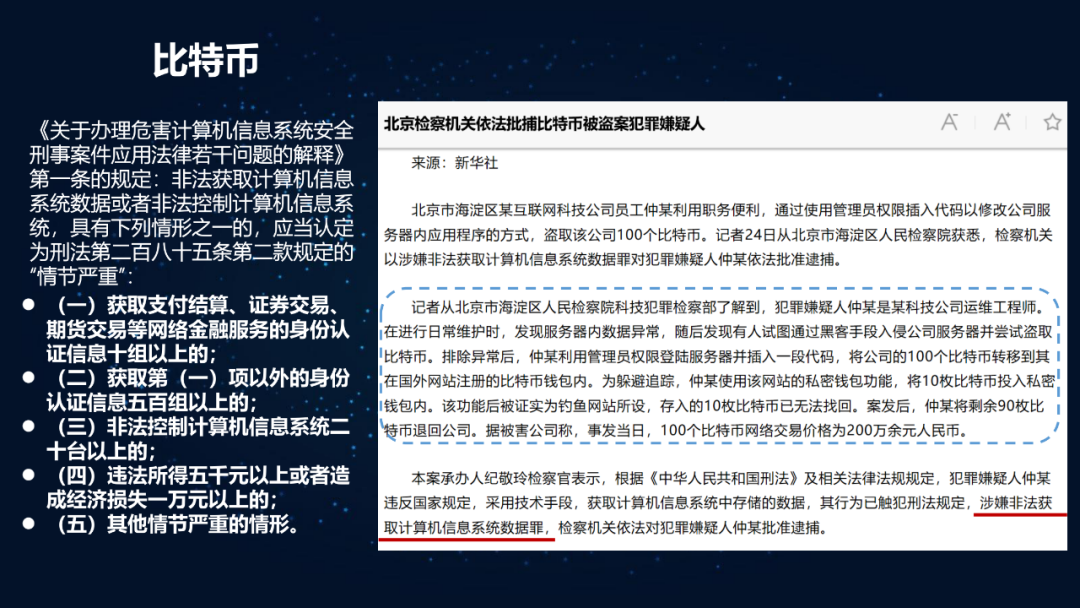 比特币
《关于办理危害计算机信息系统安全
刑事案件应用法律若干问题的解释》
第一条的规定：非法获取计算机信息
系统数据或者非法控制计算机信息系
统，具有下列情形之一的，应当认定
为刑法第二百八十五条第二款规定的
“情节严重”：
● （一）获取支付结算、证券交易、
期货交易等网络金融服务的身份认
证信息十组以上的；
● （二）获取第（一）项以外的身份
认证信息五百组以上的；
● （三）非法控制计算机信息系统二
十台以上的；
● （四）违法所得五千元以上或者造
成经济损失一万元以上的；
● （五）其他情节严重的情形。
北京检察机关依法批捕比特币被盗案犯罪嫌疑人
A- A+
来源：新华社
北京市海淀区某互联网科技公司员工仲某利用职务便利，通过使用管理员权限插入代码以修改公司服
务器内应用程序的方式，盗取该公司100个比特币。记者24日从北京市海淀区人民检察院获悉，检察机关
以涉嫌非法获取计算机信息系统数据罪对犯罪嫌疑人仲某依法批准逮捕。
记者从北京市海淀区人民检察院科技犯罪检察部了解到，犯罪嫌疑人仲某是某科技公司运维工程师。
在进行日常维护时，发现服务器内数据异常，随后发现有人试图通过黑客手段入侵公司服务器并尝试盗取
比特币。排除异常后，仲某利用管理员权限登陆服务器并插入一段代码，将公司的100个比特币转移到其
在国外网站注册的比特币钱包内。为躲避追踪，仲某使用该网站的私密钱包功能，将10枚比特币投入私密
钱包内。该功能后被证实为钓鱼网站所设，存入的10枚比特币已无法找回。案发后，仲某将剩余90枚比
特币退回公司。据被害公司称，事发当日，100个比特币网络交易价格为200万余元人民币。
本案承办人纪敬玲检察官表示，根据《中华人民共和国刑法》及相关法律法规规定，犯罪嫌疑人仲某
违反国家规定，采用技术手段，获取计算机信息系统中存储的数据，其行为已触犯刑法规定，涉嫌非法获
取计算机信息系统数据罪，检察机关依法对犯罪嫌疑人仲某批准逮捕。